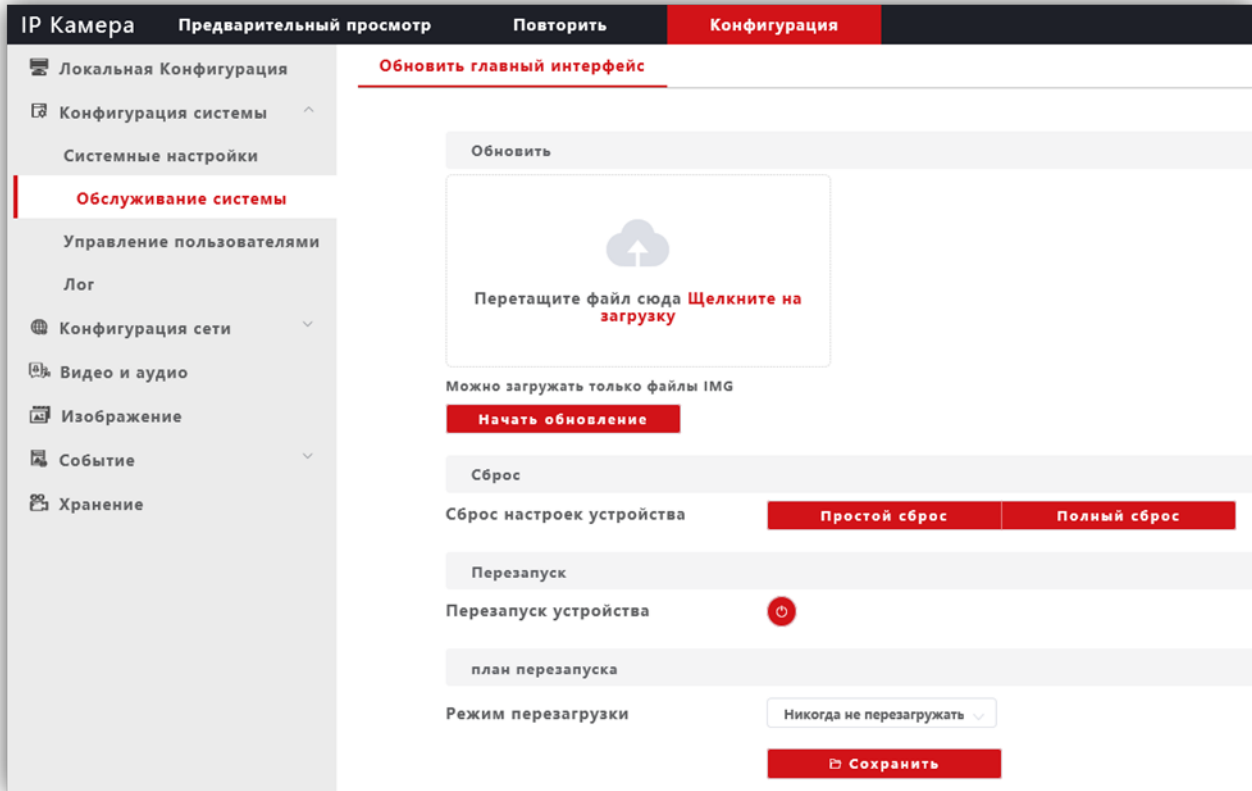 IP Камера Предварительный просмотр Повторить Конфигурация
Локальная Конфигурация
Конфигурация системы
Системные настройки
Обслуживание системы
Управление пользователями
Лог
Конфигурация сети
Видео и аудио
Изображение
Событие
Хранение
Обновить главный интерфейс
Обновить
Перетащите файл сюда Щелкните на
загрузку
Можно загружать только файлы IMG
Начать обновление
Сброс
Сброс настроек устройства Простой сброс Полный сброс
Перезапуск
Перезапуск устройства
план перезапуска
Режим перезагрузки Никогда не перезагружать
Сохранить